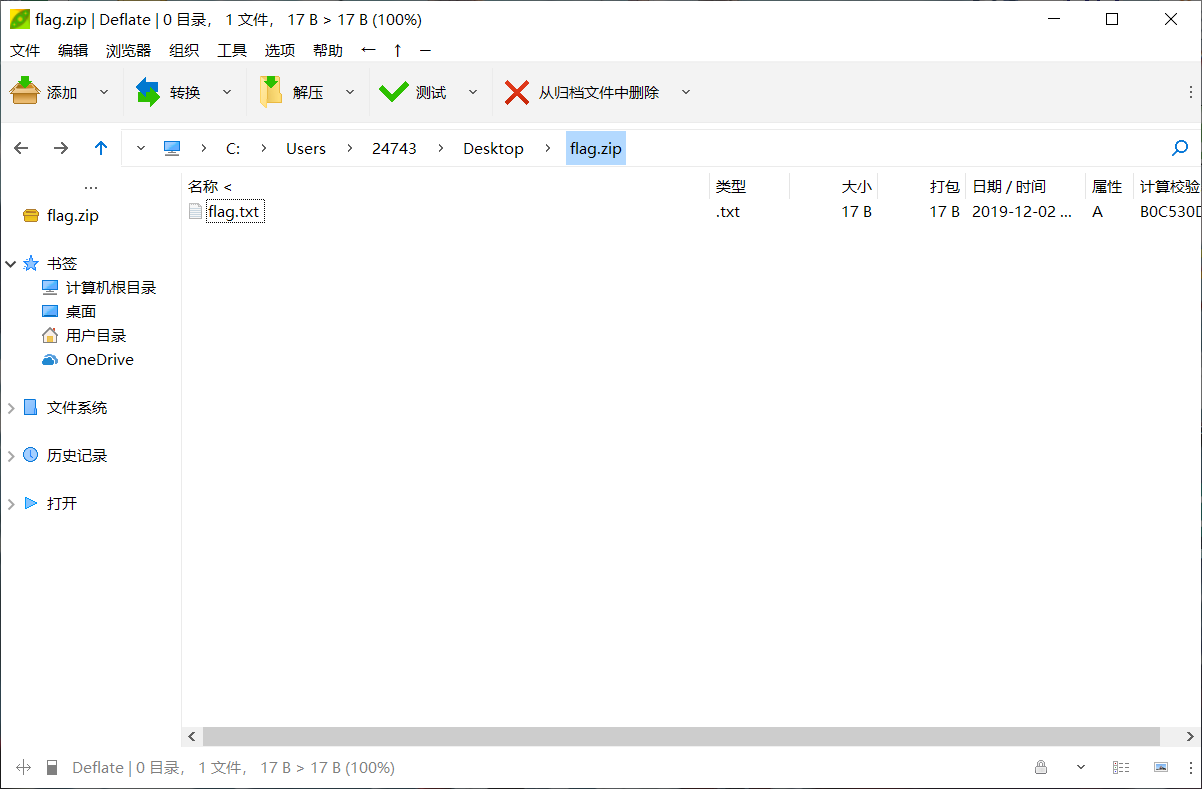 flag.zip | Deflate | 0 目录， 1 文件， 17 B > 17 B (100%)
文件 编辑 浏览器 组织 工具 选项 帮助 ← ↑ –
添加 转换 解压 测试 从归档文件中删除
C: > Users > 24743 > Desktop > flag.zip
... 名称 < 类型 大小 打包 日期 / 时间 属性 计算校验
flag.txt .txt 17 B 17 B 2019-12-02 ... A B0C530D
flag.zip
书签
计算机根目录
桌面
用户目录
OneDrive
文件系统
历史记录
打开
Deflate | 0 目录， 1 文件， 17 B > 17 B (100%)